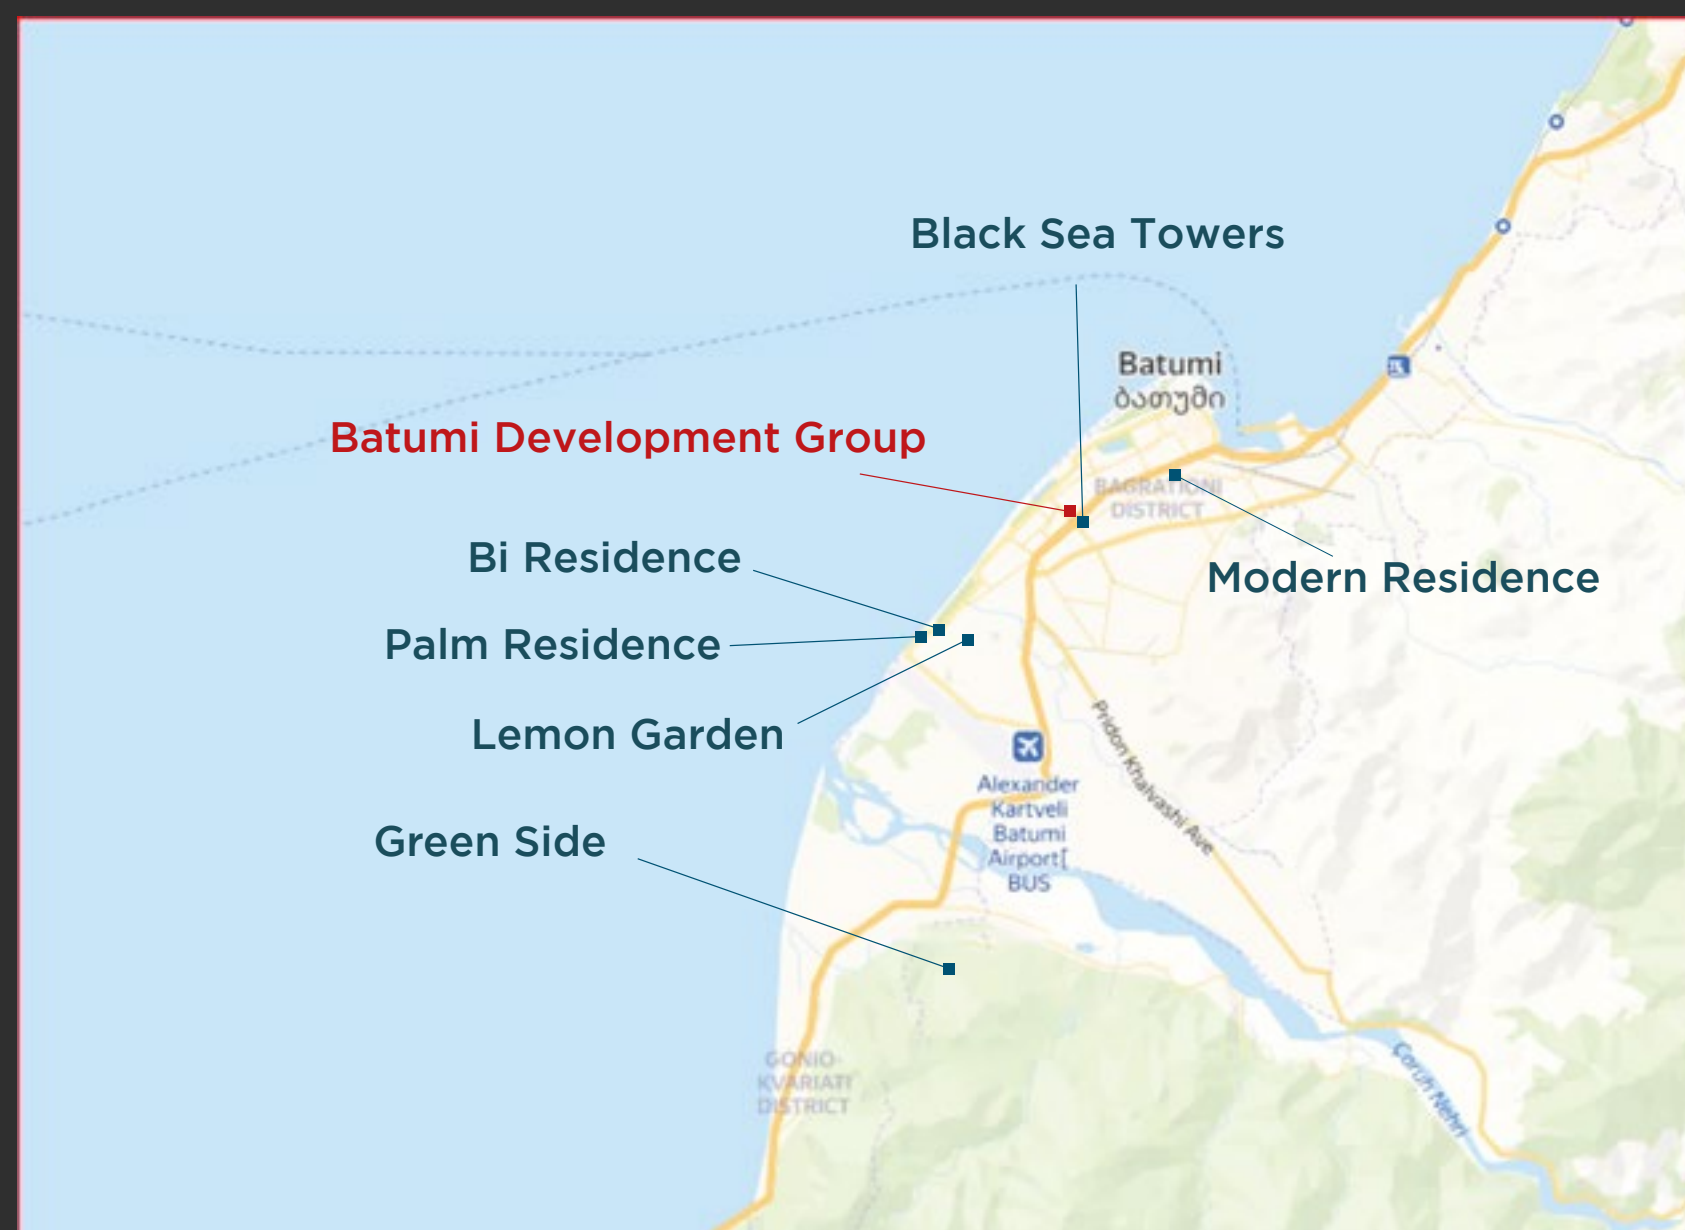 Black Sea Towers
Batumi
ბათუმი
Batumi Development Group
BAGRATIONI
DISTRICT
Bi Residence
Modern Residence
Palm Residence
Lemon Garden
Pridon Khalvashi Ave
Alexander
Kartveli
Batumi
Airport[
BUS
Green Side
GONIO-
KVARIATI
DISTRICT
Çoruh Nehri